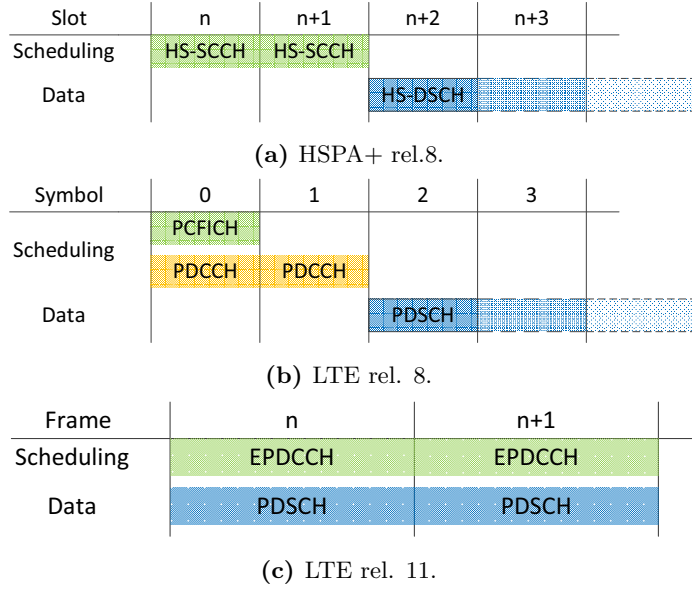 Slot n n+1 n+2 n+3
Scheduling HS-SCCH HS-SCCH
Data HS-DSCH
(a) HSPA+ rel.8.
Symbol 0 1 2 3
PCFICH
Scheduling
PDCCH PDCCH
Data PDSCH
(b) LTE rel. 8.
Frame n n+1
Scheduling EPDCCH EPDCCH
Data PDSCH PDSCH
(c) LTE rel. 11.